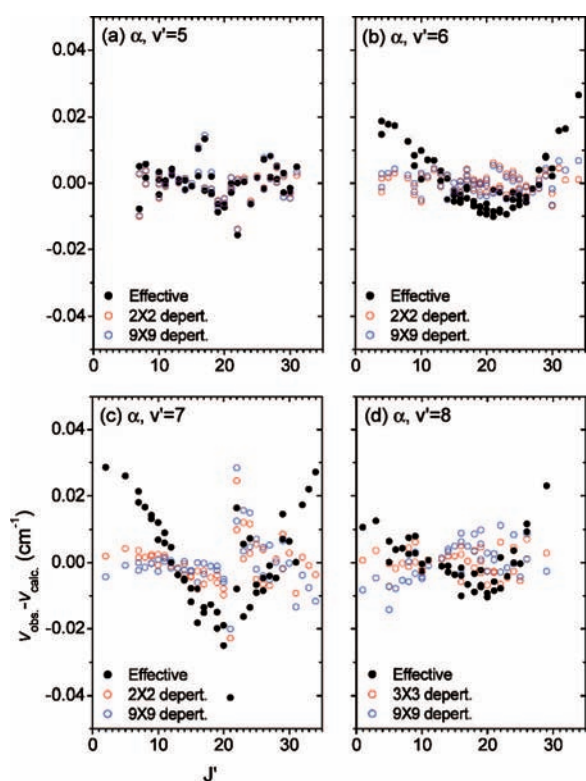 (a) α, v'=5
(b) α, v'=6
0.04
0.02
0.00
-0.02
-0.04
Effective
2X2 depert.
9X9 depert.
Effective
2X2 depert.
9X9 depert.
0 10 20 30
0 10 20 30
(c) α, v'=7
(d) α, v'=8
0.04
0.02
0.00
-0.02
-0.04
Vobs.-Vcalc. (cm-1)
Effective
2X2 depert.
9X9 depert.
Effective
3X3 depert.
9X9 depert.
0 10 20 30
0 10 20 30
J'